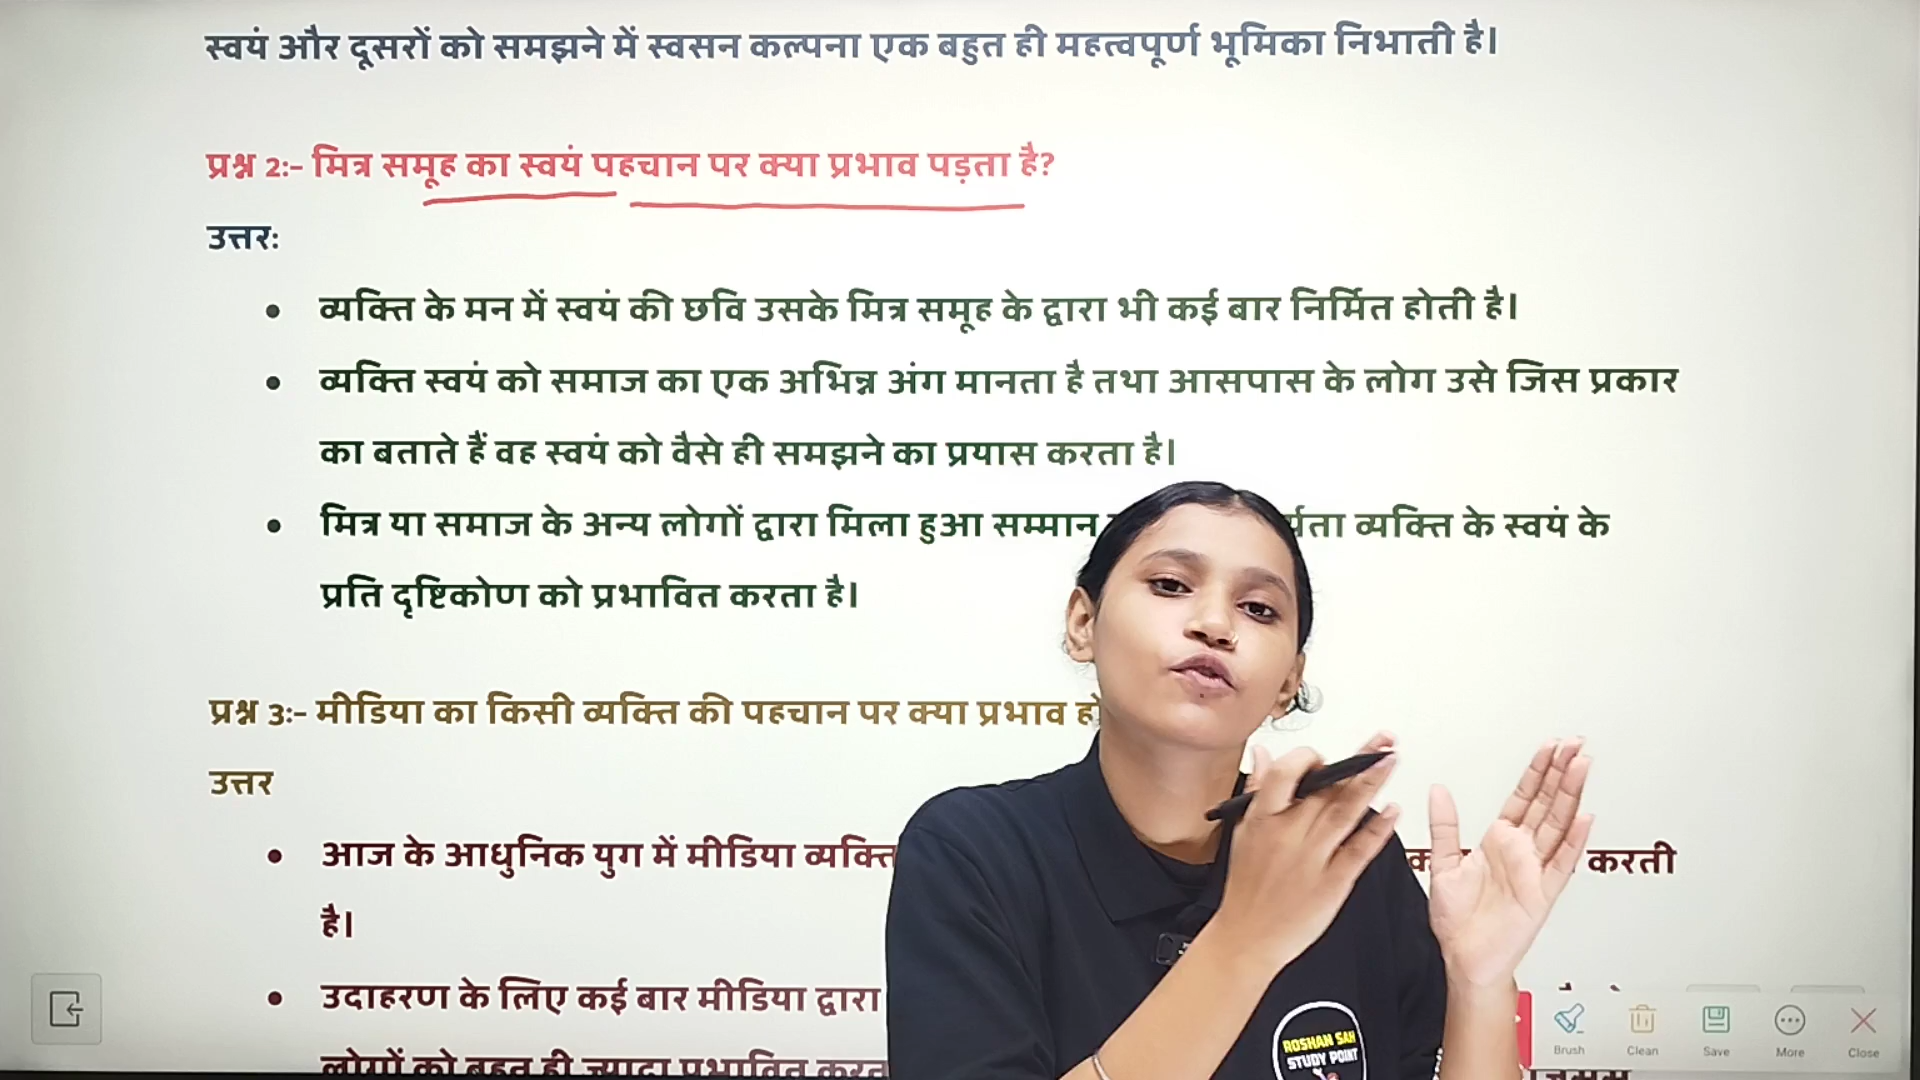 स्वयं और दूसरों को समझने में स्वसन कल्पना एक बहुत ही महत्वपूर्ण भूमिका निभाती है।
प्रश्न 2:- मित्र समूह का स्वयं पहचान पर क्या प्रभाव पड़ता है?
उत्तर:
• व्यक्ति के मन में स्वयं की छवि उसके मित्र समूह के द्वारा भी कई बार निर्मित होती है।
• व्यक्ति स्वयं को समाज का एक अभिन्न अंग मानता है तथा आसपास के लोग उसे जिस प्रकार
का बताते हैं वह स्वयं को वैसे ही समझने का प्रयास करता है।
• मित्र या समाज के अन्य लोगों द्वारा मिला हुआ सम्मान व्यक्ति के स्वयं के
प्रति दृष्टिकोण को प्रभावित करता है।
प्रश्न 3:- मीडिया का किसी व्यक्ति की पहचान पर क्या प्रभाव
उत्तर
• आज के आधुनिक युग में मीडिया करती
है।
• उदाहरण के लिए कई बार मीडिया द्वारा
लोगों को बहुत ही ज्यादा प्रभावित
ROSHAN SAH
STUDY POINT
Brush Clean Save More Close